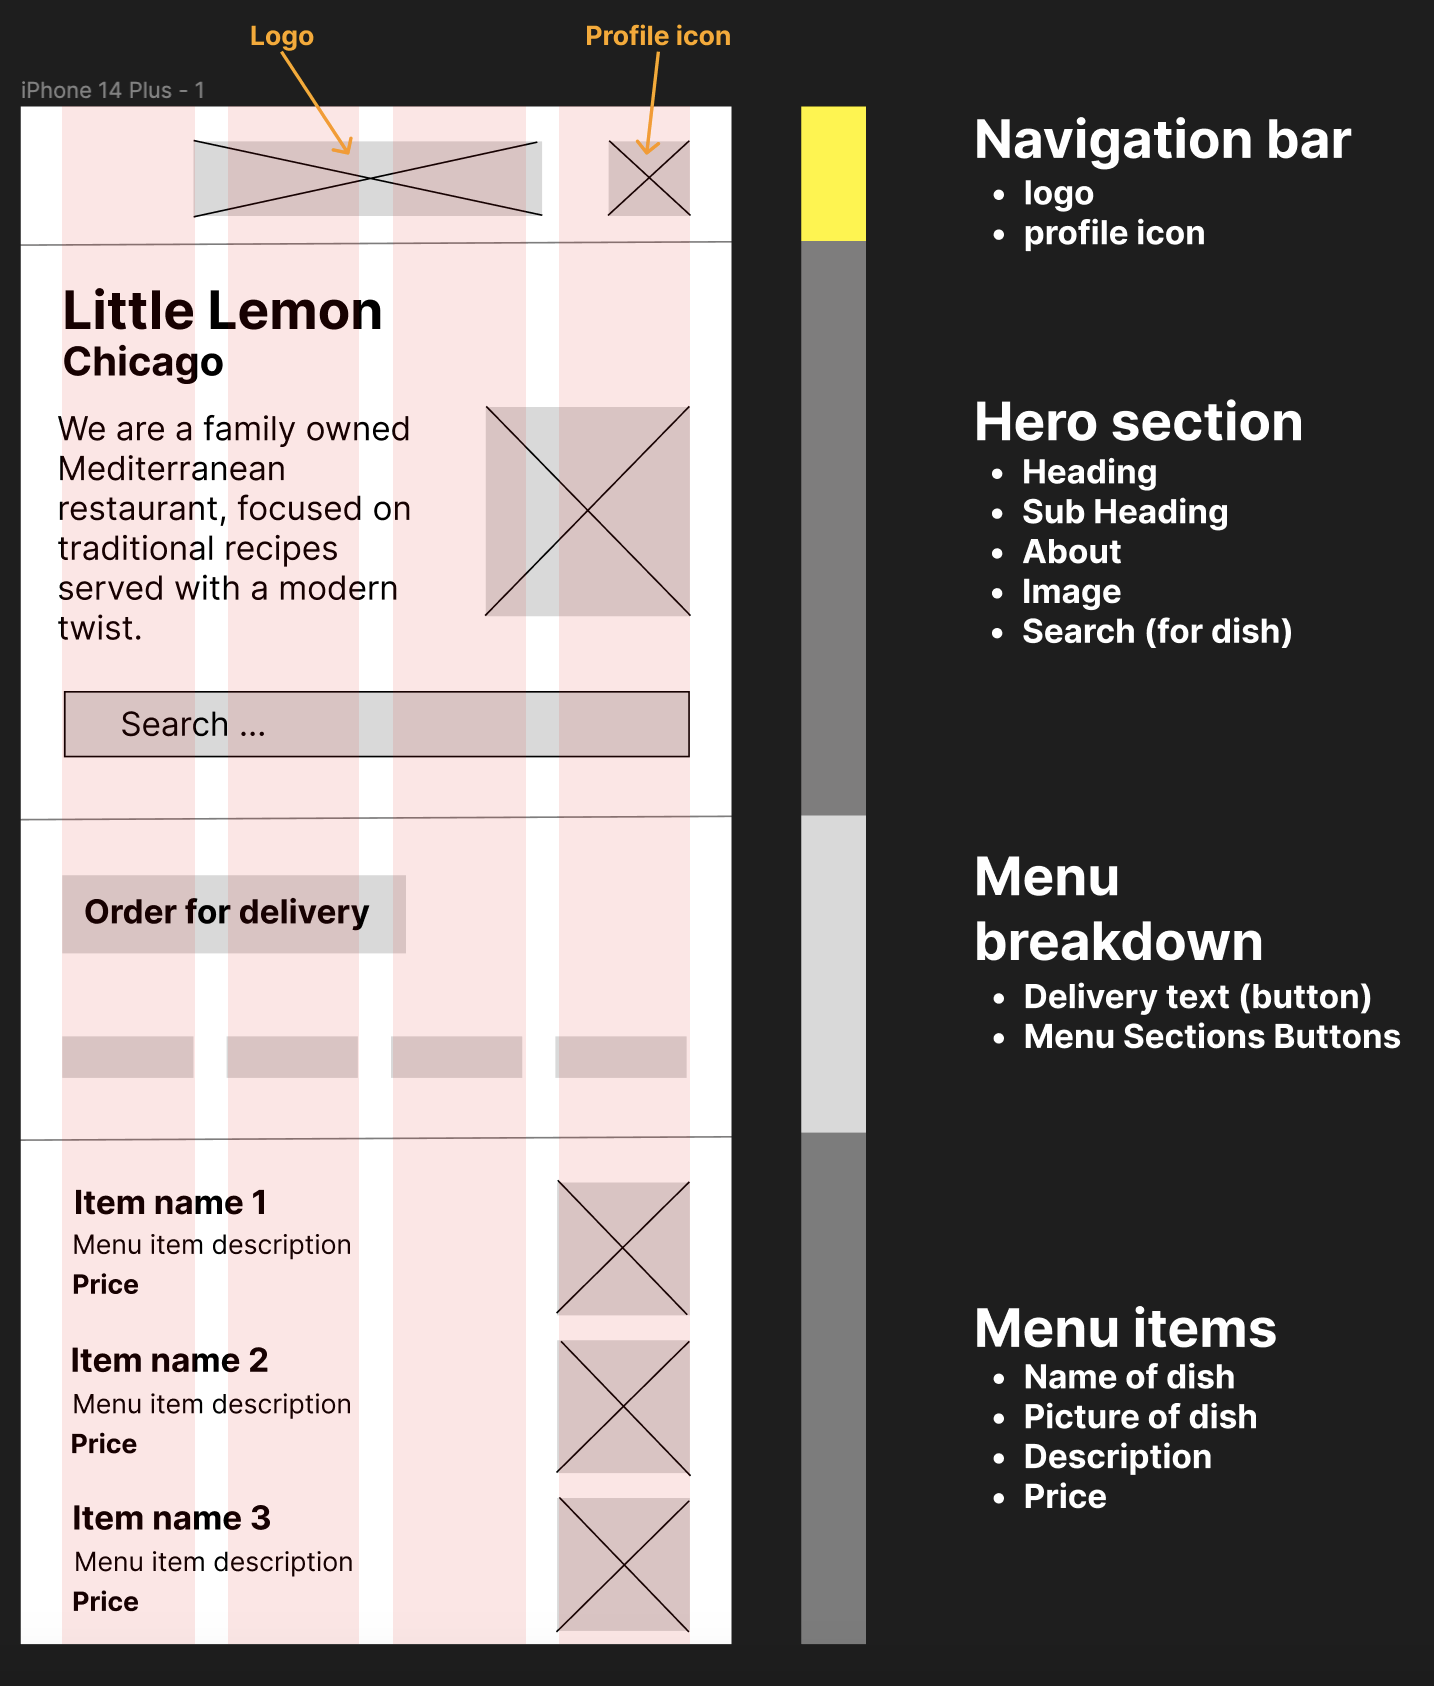 Logo
Profile icon
iPhone 14 Plus - 1
Little Lemon
Chicago
We are a family owned
Mediterranean
restaurant, focused on
traditional recipes
served with a modern
twist.
Search ...
Order for delivery
Item name 1
Menu item description
Price
Item name 2
Menu item description
Price
Item name 3
Menu item description
Price
Navigation bar
• logo
• profile icon
Hero section
• Heading
• Sub Heading
• About
• Image
• Search (for dish)
Menu
breakdown
• Delivery text (button)
• Menu Sections Buttons
Menu items
• Name of dish
• Picture of dish
• Description
• Price